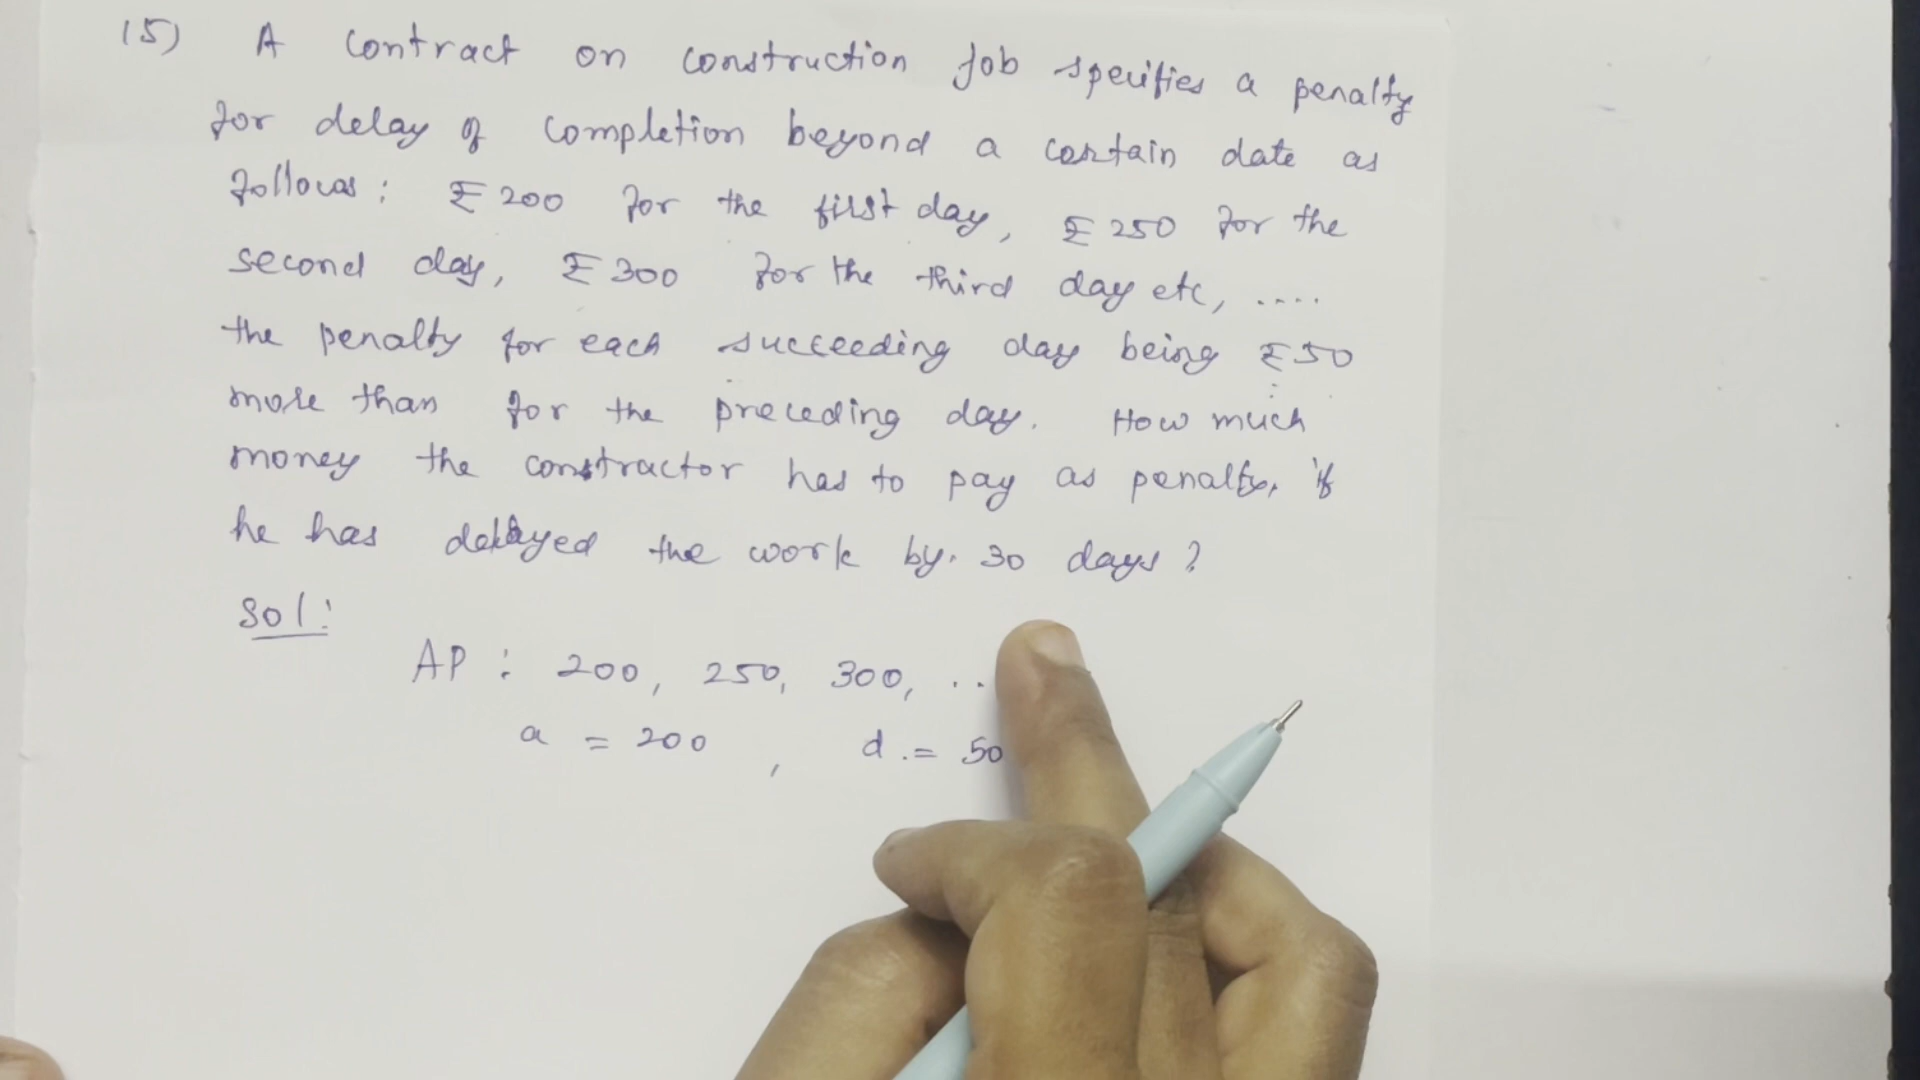 15) A contract on construction job specifies a penalty
for delay of completion beyond a certain date as
follows: ₹200 for the first day, ₹250 for the
second day, ₹300 for the third day etc, ....
the penalty for each succeeding day being ₹50
more than for the preceding day. How much
money the constractor has to pay as penalty, if
he has delayed the work by 30 days?
Sol:
AP : 200, 250, 300, ..
a = 200, d = 50